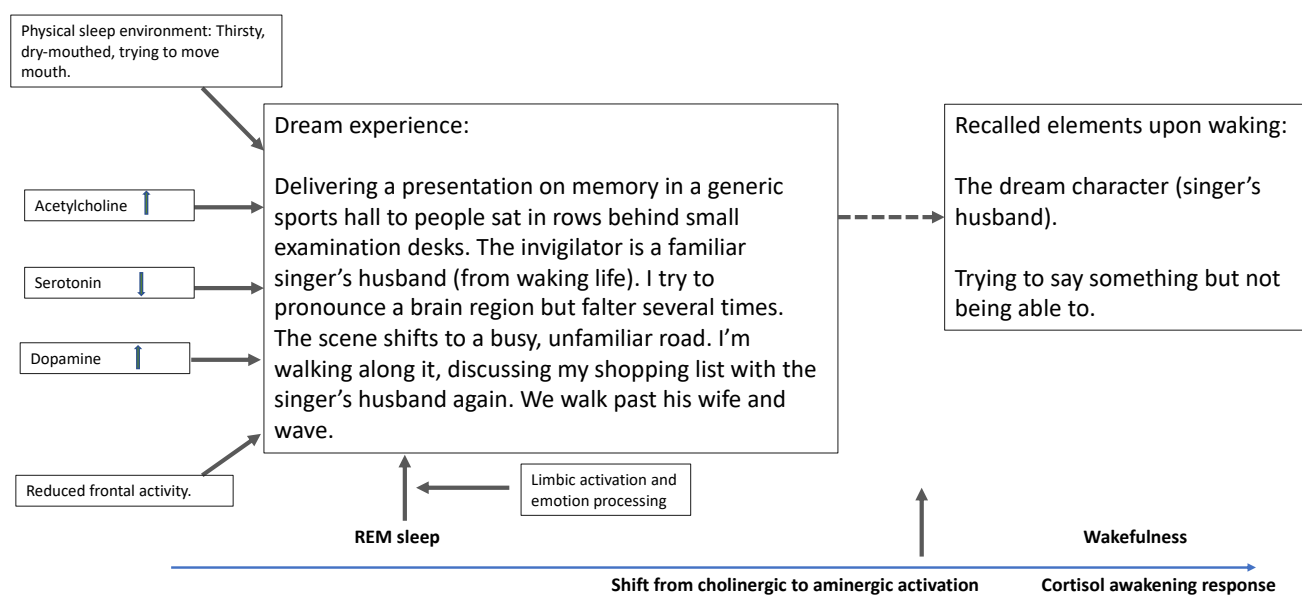 Physical sleep environment: Thirsty,
dry-mouthed, trying to move
mouth.
Dream experience:
Delivering a presentation on memory in a generic
sports hall to people sat in rows behind small
examination desks. The invigilator is a familiar
singer’s husband (from waking life). I try to
pronounce a brain region but falter several times.
The scene shifts to a busy, unfamiliar road. I’m
walking along it, discussing my shopping list with the
singer’s husband again. We walk past his wife and
wave.
Recalled elements upon waking:
The dream character (singer’s
husband).
Trying to say something but not
being able to.
Acetylcholine
Serotonin
Dopamine
Reduced frontal activity.
Limbic activation and
emotion processing
REM sleep
Wakefulness
Shift from cholinergic to aminergic activation
Cortisol awakening response